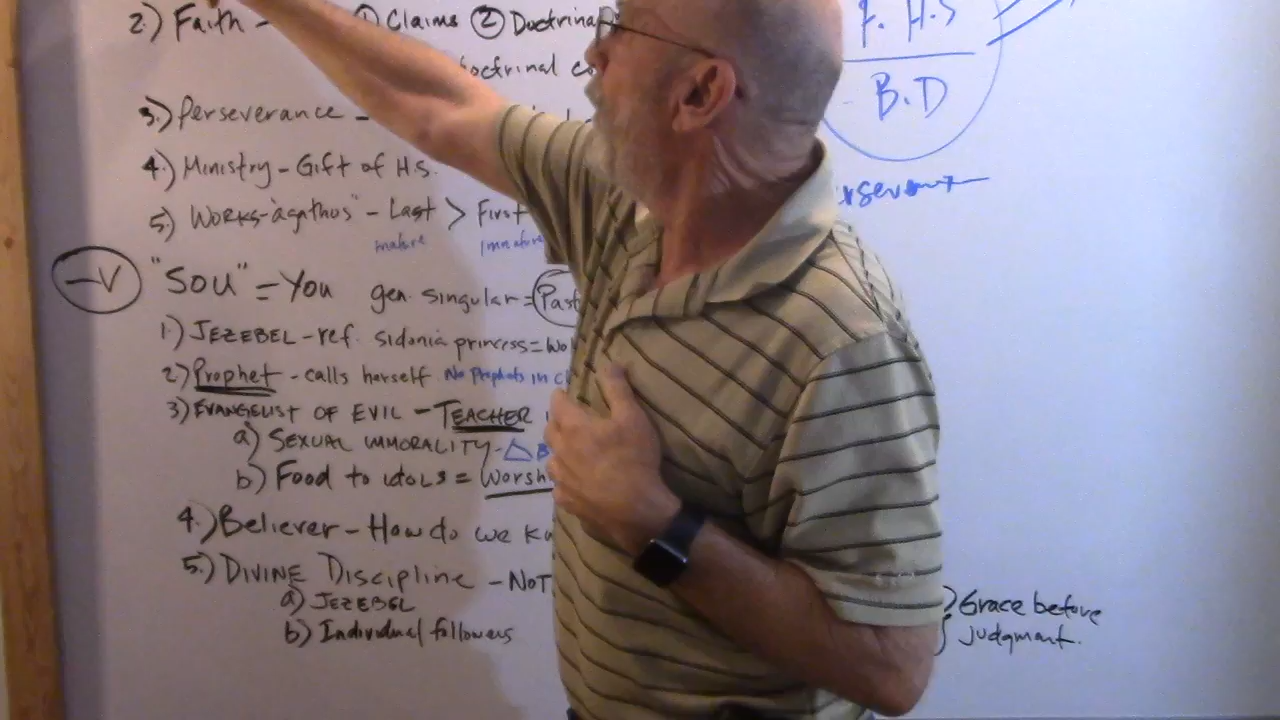 2) Faith - ① Claims ② Doctrinal
doctrinal co
3.) Perseverance -
4.) Ministry - Gift of H.S.
5.) Works - "agathos" - Last > First
mature immature
-V "SOU" = You gen. singular = Past
1) JEZEBEL - ref. sidonia princess = Wo
2) Prophet - calls herself No Prophets in C
3) EVANGELIST OF EVIL - TEACHER
a) SEXUAL IMMORALITY - △ B
b) Food to idols = Worsh
4.) Believer - How do we kn
5.) DIVINE DISCIPLINE - NOT
a) JEZEBEL
b) Individual followers
F. H.S
B.D
Grace before
judgment.